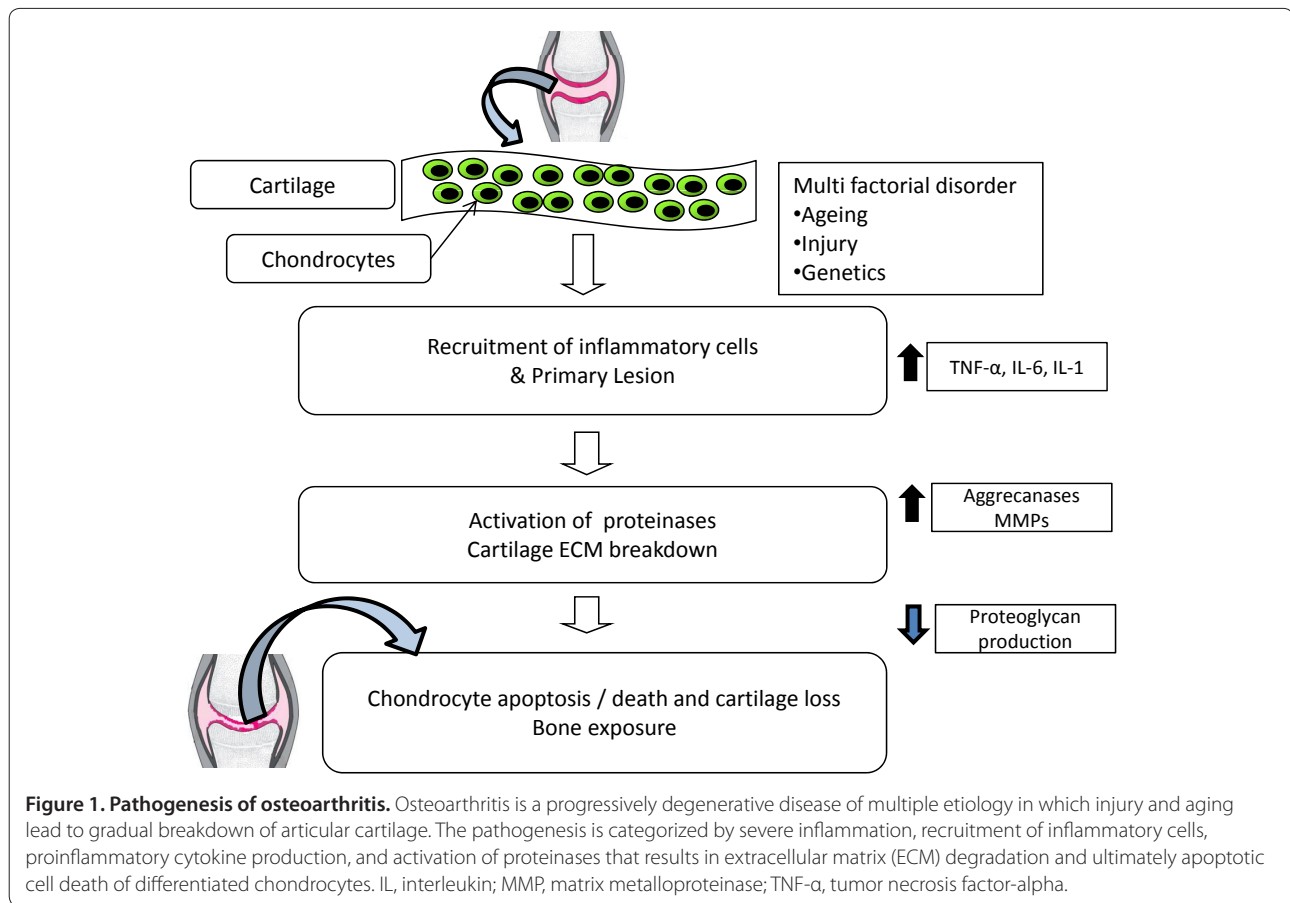 Cartilage
Chondrocytes
Multi factorial disorder
•Ageing
•Injury
•Genetics
Recruitment of inflammatory cells
& Primary Lesion
TNF-α, IL-6, IL-1
Activation of proteinases
Cartilage ECM breakdown
Aggrecanases
MMPs
Proteoglycan
production
Chondrocyte apoptosis / death and cartilage loss
Bone exposure
Figure 1. Pathogenesis of osteoarthritis. Osteoarthritis is a progressively degenerative disease of multiple etiology in which injury and aging
lead to gradual breakdown of articular cartilage. The pathogenesis is categorized by severe inflammation, recruitment of inflammatory cells,
proinflammatory cytokine production, and activation of proteinases that results in extracellular matrix (ECM) degradation and ultimately apoptotic
cell death of differentiated chondrocytes. IL, interleukin; MMP, matrix metalloproteinase; TNF-α, tumor necrosis factor-alpha.